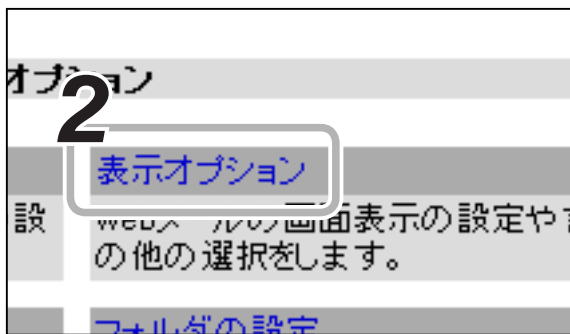 オプション
2
表示オプション
設
Webメールの画面表示の設定や
の他の選択をします。
フォルダの設定